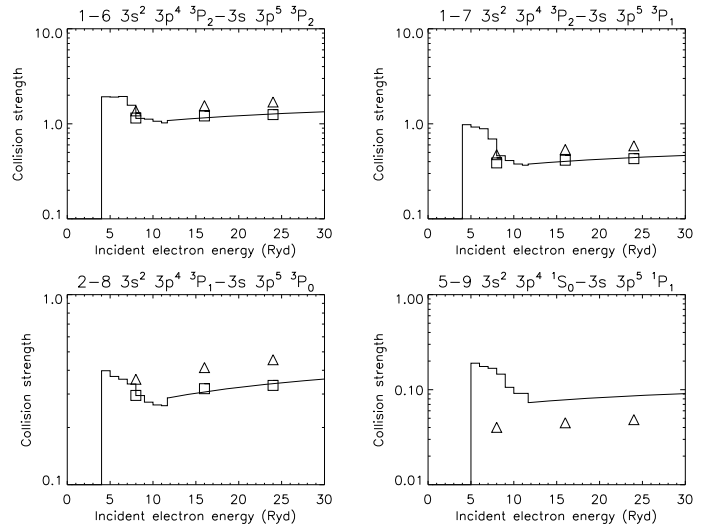 1−6 3s² 3p⁴ ³P₂−3s 3p⁵ ³P₂
10.0
1.0
0.1
Collision strength
0 5 10 15 20 25 30
Incident electron energy (Ryd)
1−7 3s² 3p⁴ ³P₂−3s 3p⁵ ³P₁
10.0
1.0
0.1
Collision strength
0 5 10 15 20 25 30
Incident electron energy (Ryd)
2−8 3s² 3p⁴ ³P₁−3s 3p⁵ ³P₀
1.0
0.1
Collision strength
0 5 10 15 20 25 30
Incident electron energy (Ryd)
5−9 3s² 3p⁴ ¹S₀−3s 3p⁵ ¹P₁
1.00
0.10
0.01
Collision strength
0 5 10 15 20 25 30
Incident electron energy (Ryd)